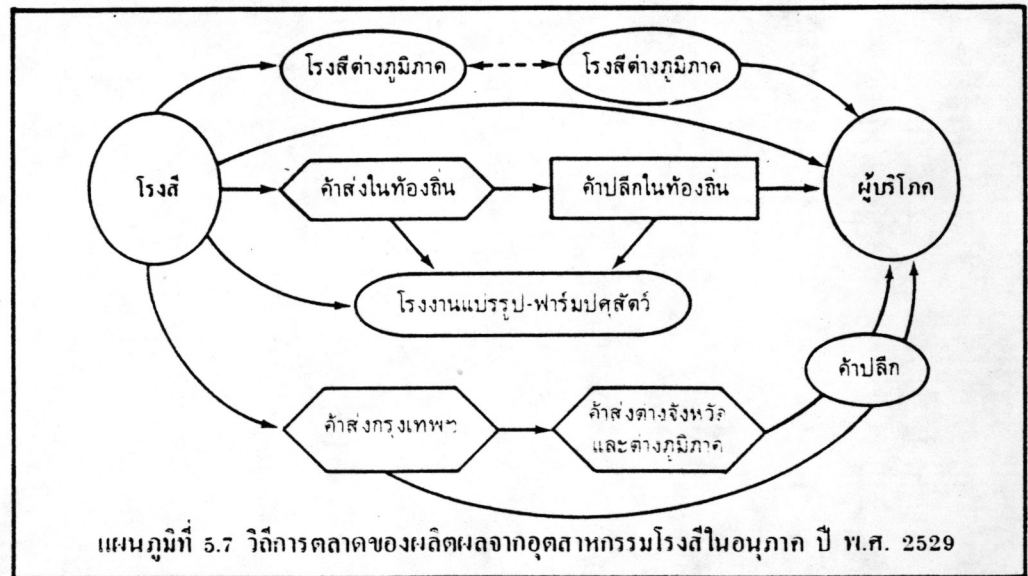 โรงสีต่างภูมิภาค
โรงสีต่างภูมิภาค
โรงสี
ค้าส่งในท้องถิ่น
ค้าปลีกในท้องถิ่น
ผู้บริโภค
โรงงานแปรรูป-ฟาร์มปศุสัตว์
ค้าปลีก
ค้าส่งกรุงเทพฯ
ค้าส่งต่างจังหวัด
และต่างภูมิภาค
แผนภูมิที่ 5.7 วิถีการตลาดของผลิตผลจากอุตสาหกรรมโรงสีในอนุภาค ปี พ.ศ. 2529